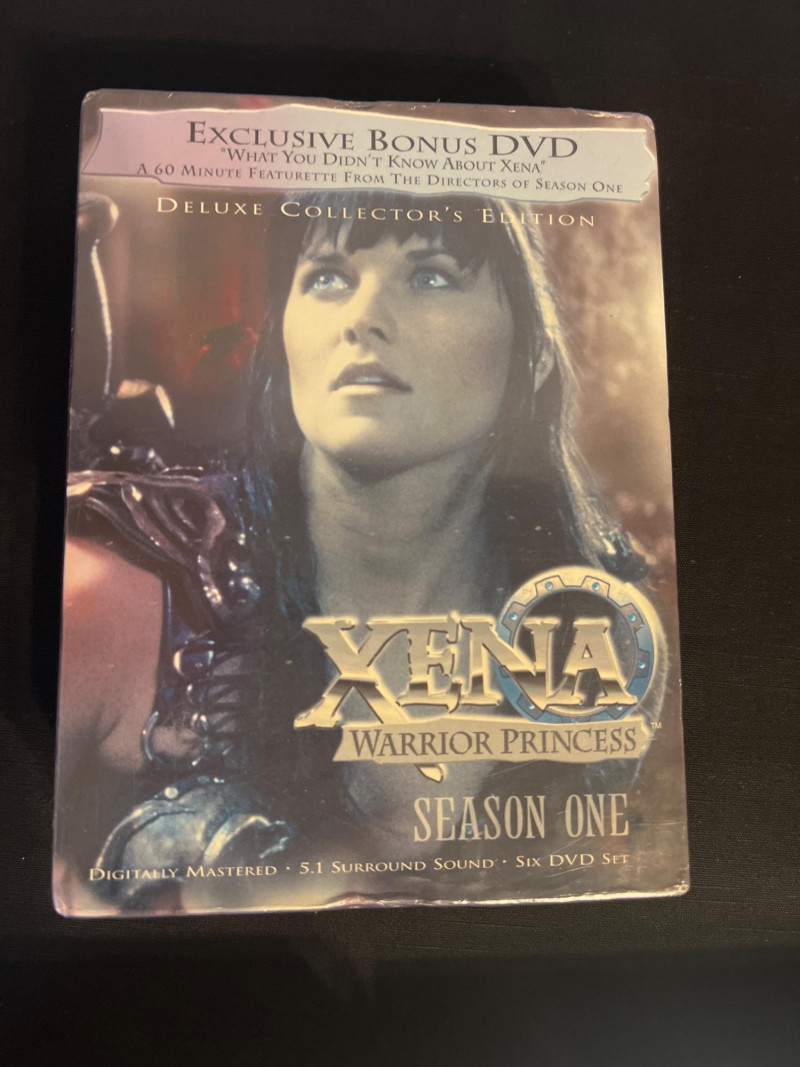 EXCLUSIVE BONUS DVD
"WHAT YOU DIDN'T KNOW ABOUT XENA"
A 60 MINUTE FEATURETTE FROM THE DIRECTORS OF SEASON ONE
DELUXE COLLECTOR'S EDITION
XENA
WARRIOR PRINCESS™
SEASON ONE
DIGITALLY MASTERED · 5.1 SURROUND SOUND · SIX DVD SET